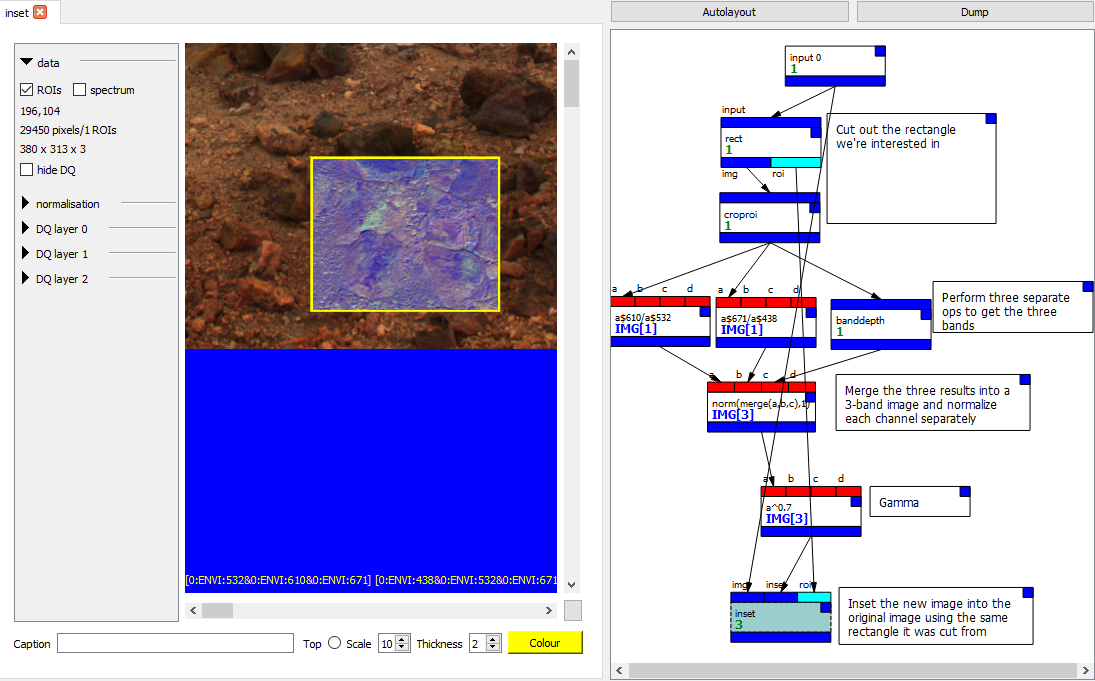 inset
data
ROIs spectrum
196,104
29450 pixels/1 ROIs
380 x 313 x 3
hide DQ
normalisation
DQ layer 0
DQ layer 1
DQ layer 2
[0:ENVI:532&0:ENVI:610&0:ENVI:671] [0:ENVI:438&0:ENVI:532&0:ENVI:671
Caption Top Scale 10 Thickness 2 Colour
Autolayout Dump
input 0
1
input
rect
1
img roi
Cut out the rectangle
we're interested in
croproi
1
a b c d
a$610/a$532
IMG[1]
a b c d
a$671/a$438
IMG[1]
banddepth
1
Perform three separate
ops to get the three
bands
a b c d
norm(merge(a,b,c),1)
IMG[3]
Merge the three results into a
3-band image and normalize
each channel separately
a b c d
a^0.7
IMG[3]
Gamma
img inset roi
inset
3
Inset the new image into the
original image using the same
rectangle it was cut from